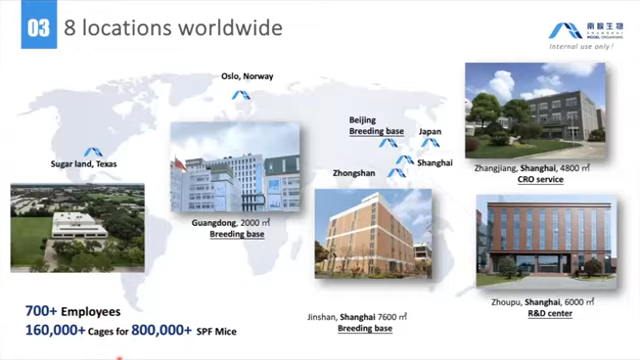 03
8 locations worldwide
南模生物
SHANGHAI
MODEL ORGANISMS
Internal use only!
Oslo, Norway
Beijing
Breeding base
Japan
Shanghai
Zhongshan
Sugar land, Texas
Zhangjiang, Shanghai, 4800 ㎡
CRO service
Guangdong, 2000 ㎡
Breeding base
Jinshan, Shanghai 7600 ㎡
Breeding base
Zhoupu, Shanghai, 6000 ㎡
R&D center
700+ Employees
160,000+ Cages for 800,000+ SPF Mice